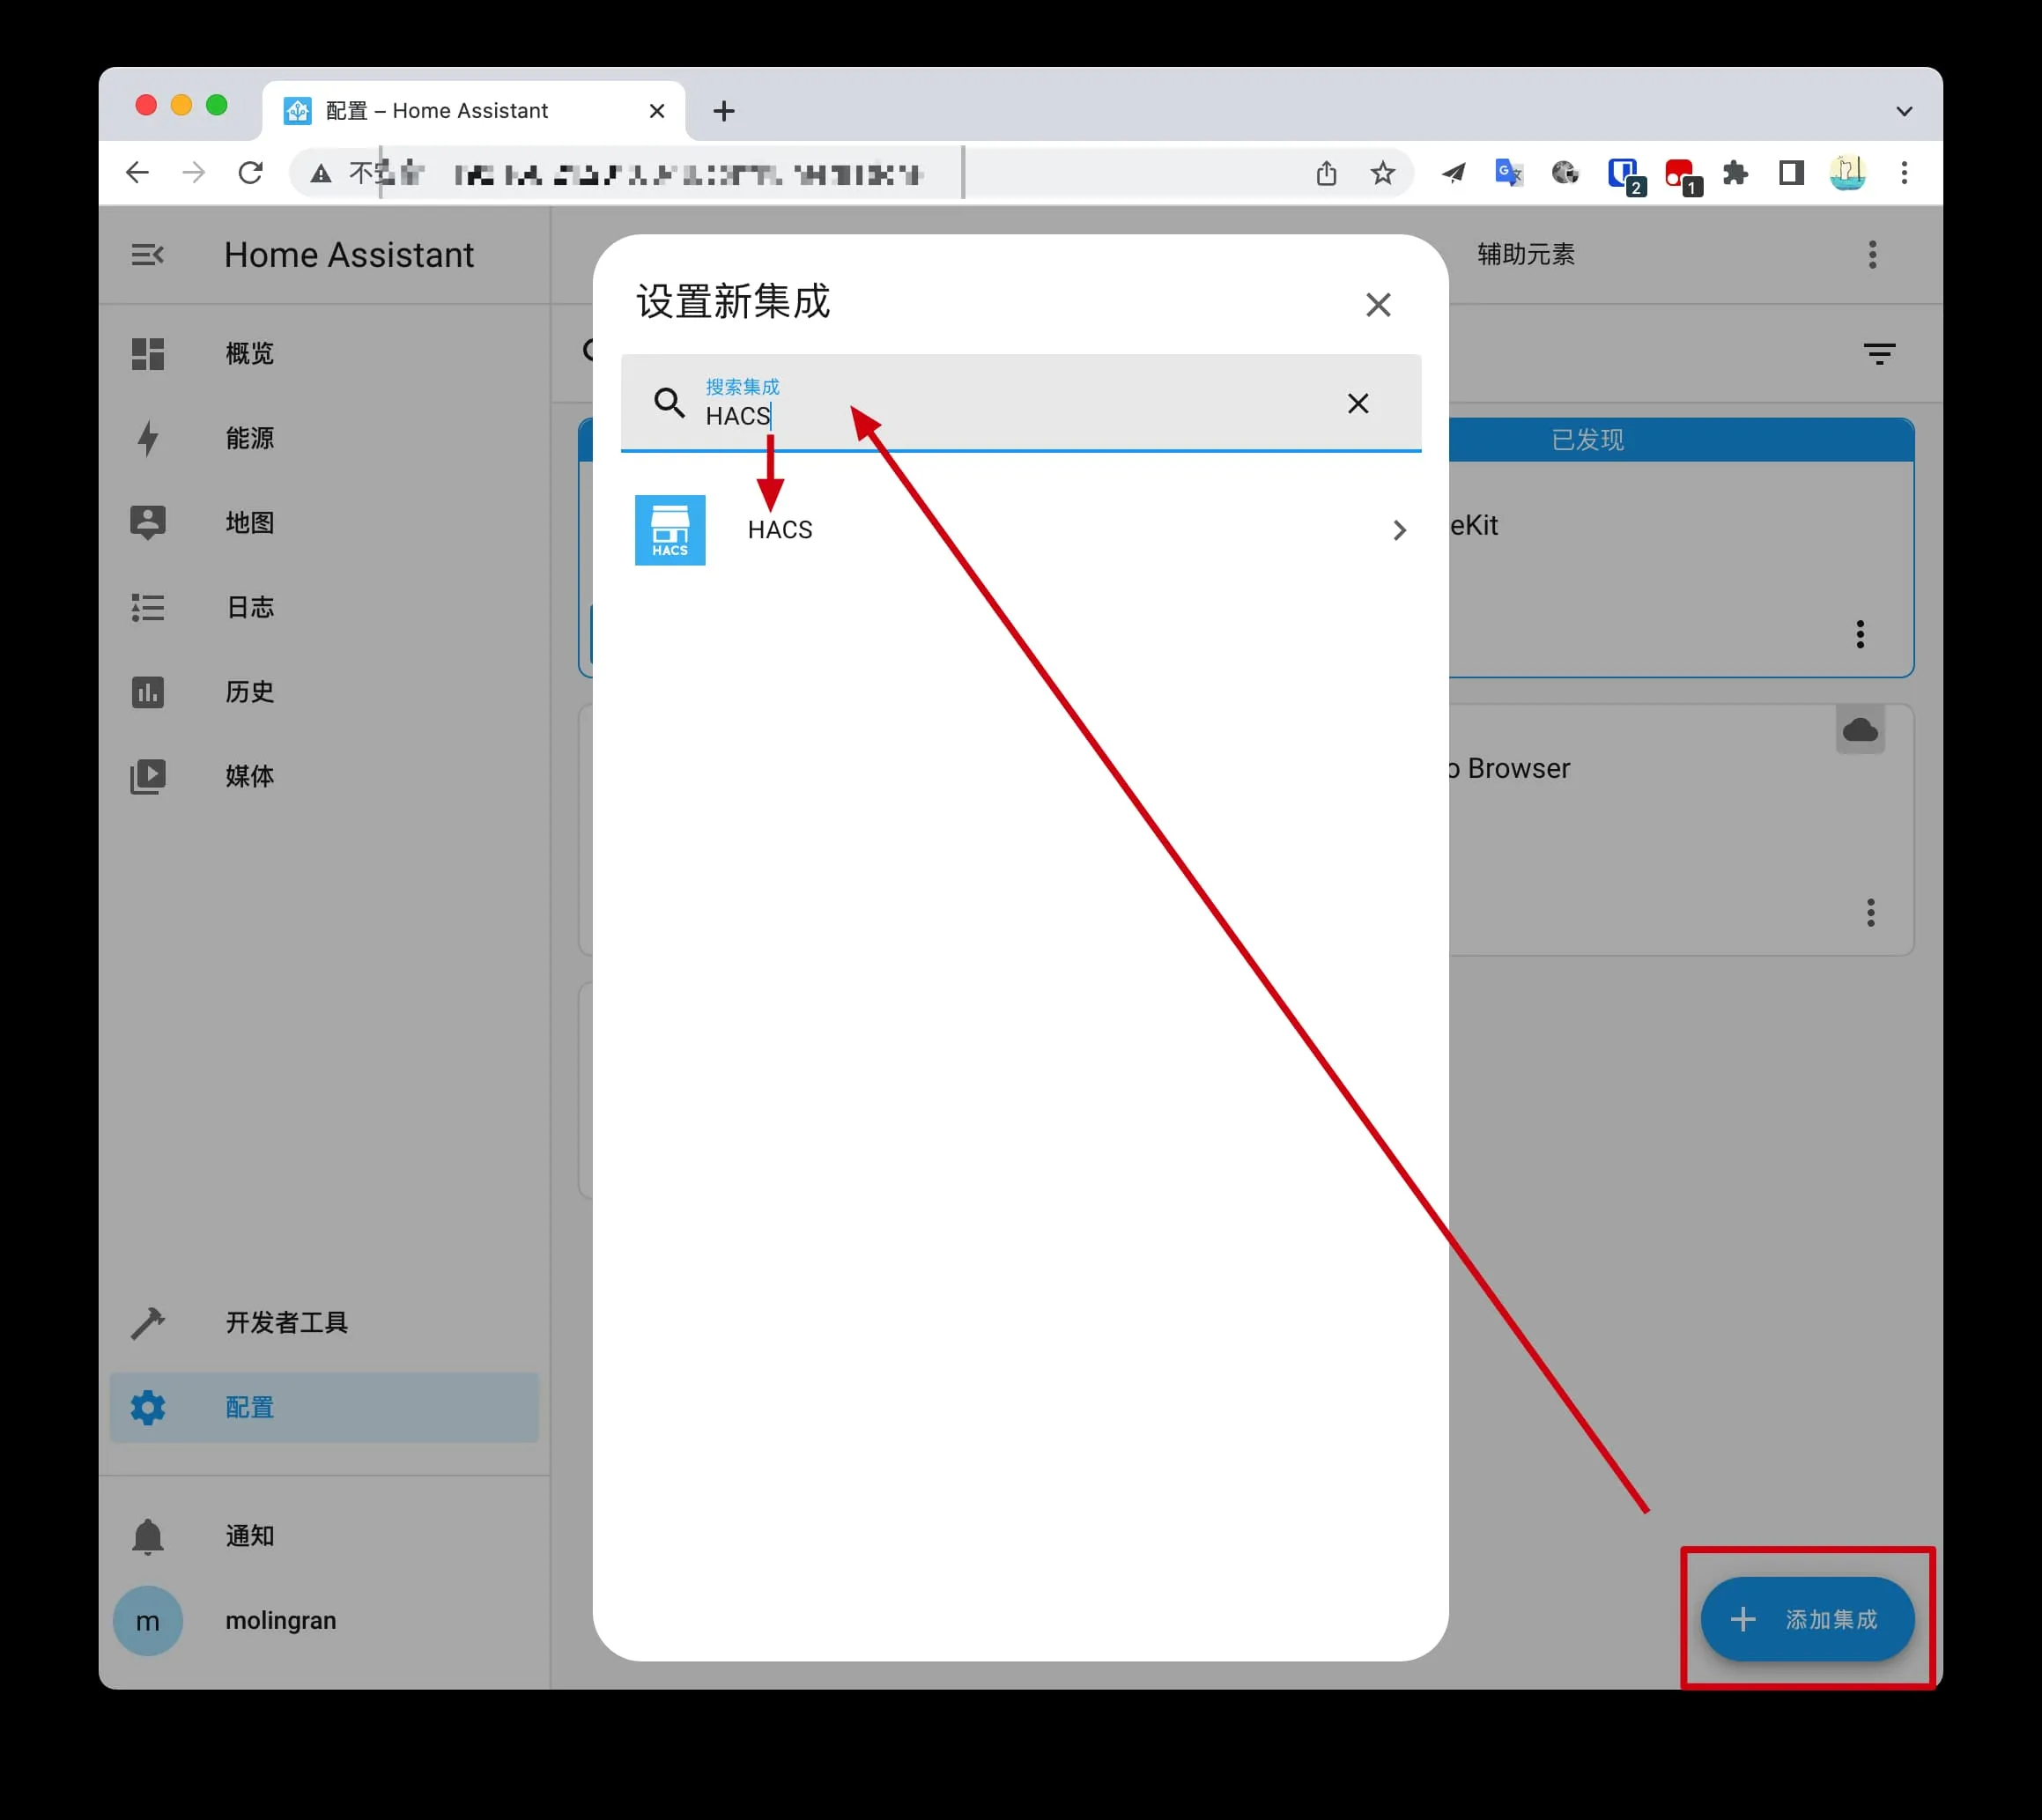 配置 – Home Assistant
不
2
1
Home Assistant
辅助元素
概览
能源
地图
日志
历史
媒体
开发者工具
配置
通知
m
molingran
设置新集成
搜索集成
HACS
HACS
HACS
已发现
eKit
Browser
添加集成